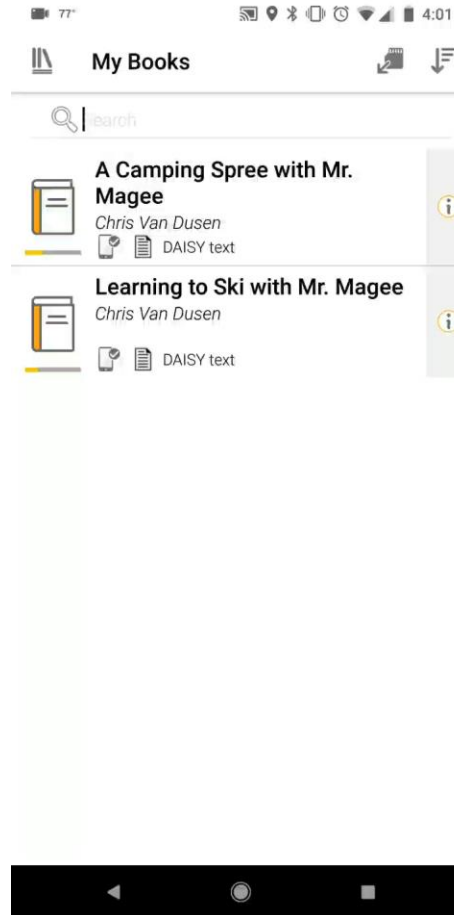 77°
4:01
My Books
Search
A Camping Spree with Mr.
Magee
Chris Van Dusen
DAISY text
Learning to Ski with Mr. Magee
Chris Van Dusen
DAISY text